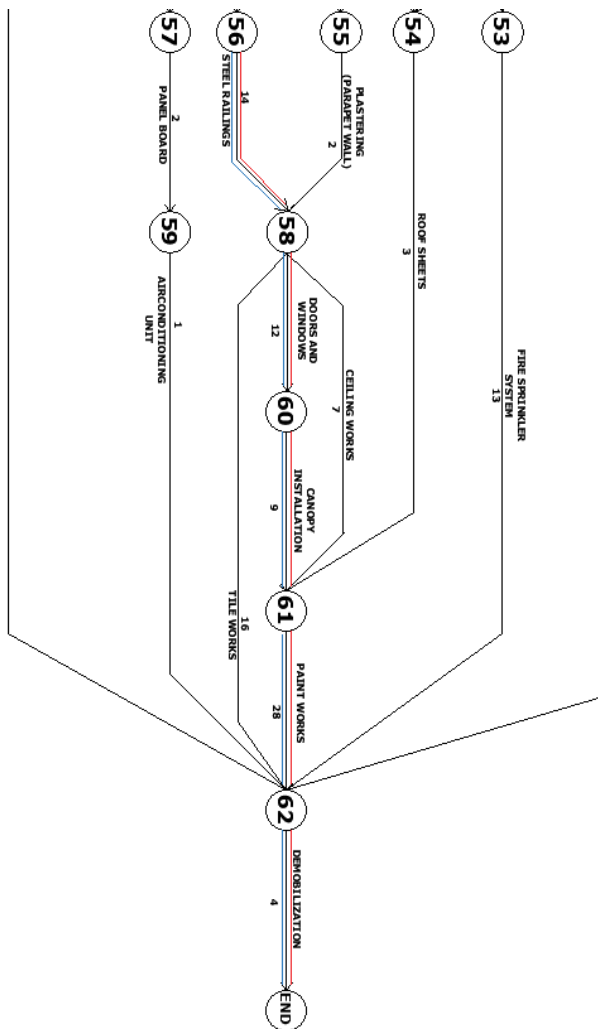 53
54
55
56
57
FIRE SPRINKLER
SYSTEM
13
ROOF SHEETS
3
PLASTERING
(PARAPET WALL)
2
14
STEEL RAILINGS
2
PANEL BOARD
58
59
CEILING WORKS
7
DOORS AND
WINDOWS
12
16
TILE WORKS
1
AIRCONDITIONING
UNIT
60
CANOPY
INSTALLATION
9
61
PAINT WORKS
28
62
DEMOBILIZATION
4
END